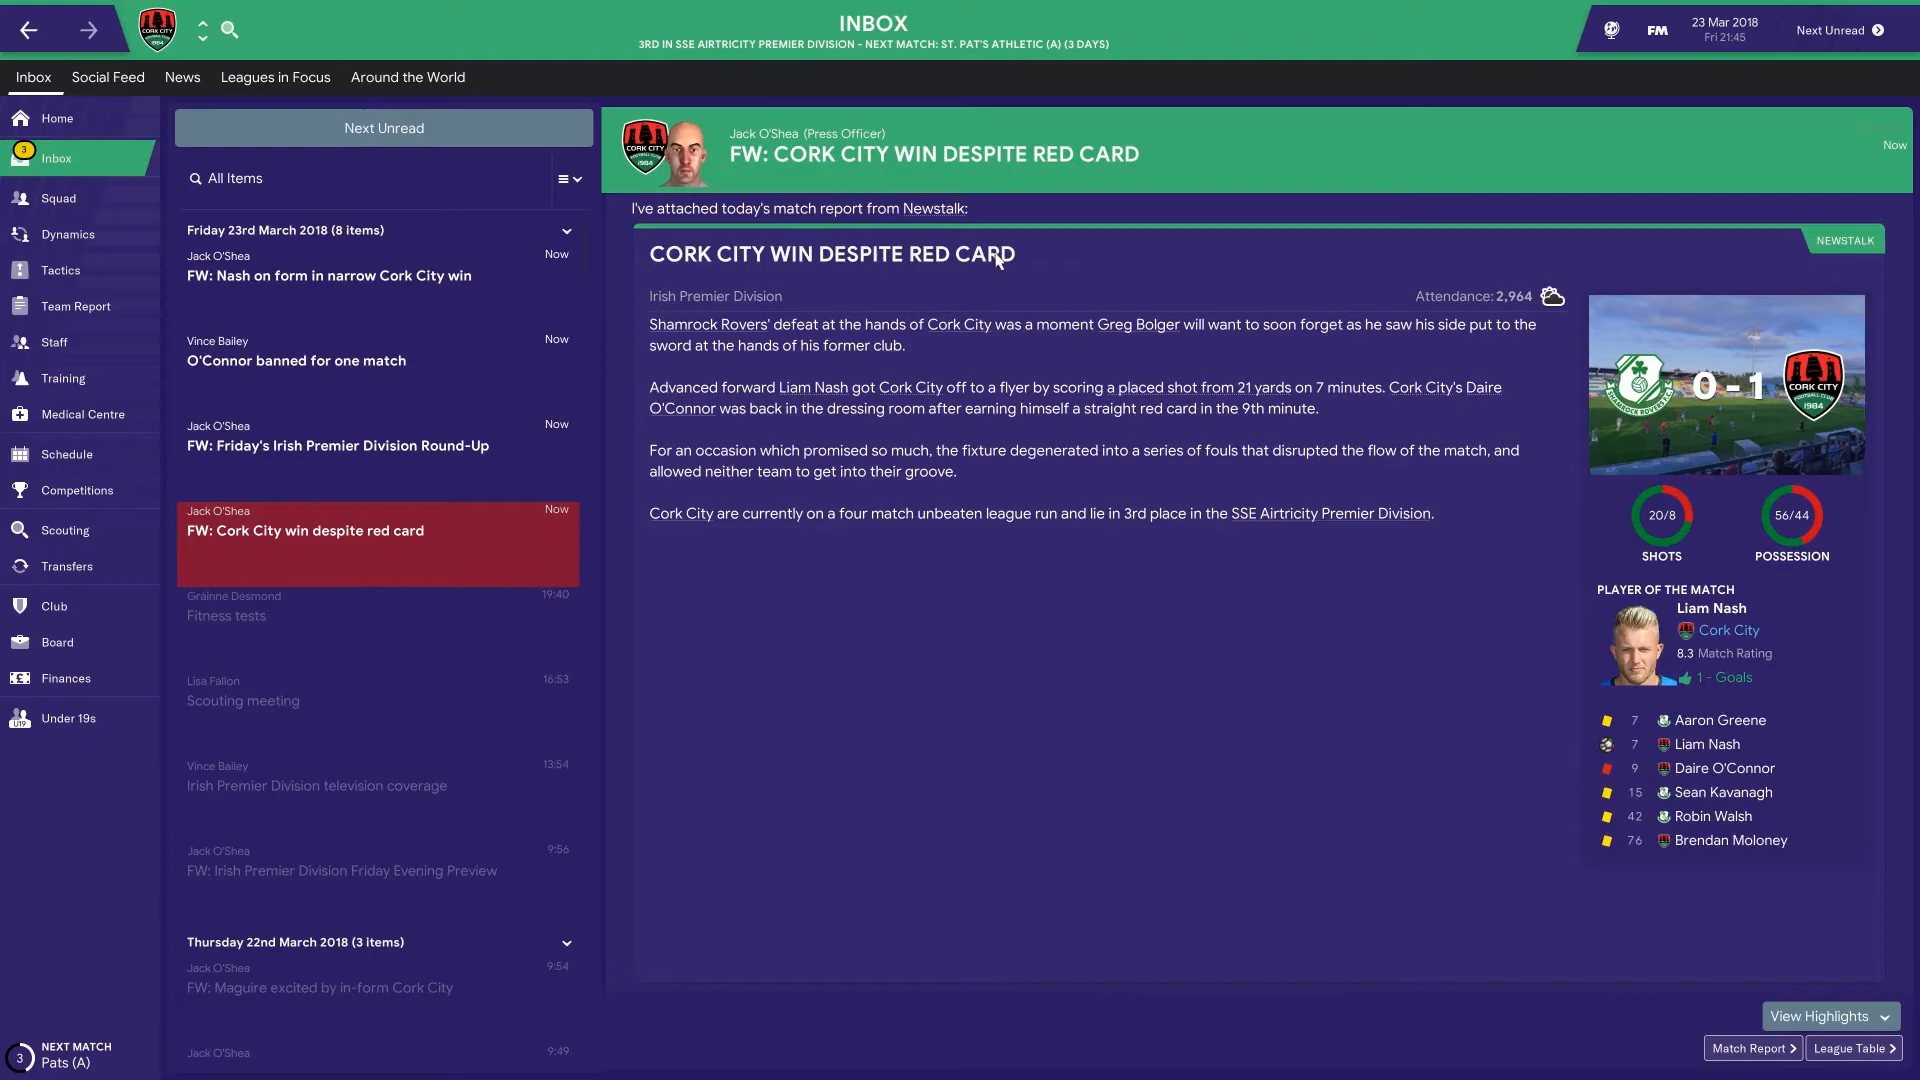 INBOX
3RD IN SSE AIRTRICITY PREMIER DIVISION - NEXT MATCH: ST. PAT'S ATHLETIC (A) (3 DAYS)
FM
23 Mar 2018
Fri 21:45
Next Unread
Inbox
Social Feed
News
Leagues in Focus
Around the World
Home
3
Inbox
Squad
Dynamics
Tactics
Team Report
Staff
Training
Medical Centre
Schedule
Competitions
Scouting
Transfers
Club
Board
Finances
U19
Under 19s
3
NEXT MATCH
Pats (A)
Next Unread
All Items
Friday 23rd March 2018 (8 items)
Jack O'Shea
Now
FW: Nash on form in narrow Cork City win
Vince Bailey
Now
O'Connor banned for one match
Jack O'Shea
Now
FW: Friday's Irish Premier Division Round-Up
Jack O'Shea
Now
FW: Cork City win despite red card
Gráinne Desmond
19:40
Fitness tests
Lisa Fallon
16:53
Scouting meeting
Vince Bailey
13:54
Irish Premier Division television coverage
Jack O'Shea
9:56
FW: Irish Premier Division Friday Evening Preview
Thursday 22nd March 2018 (3 items)
Jack O'Shea
9:54
FW: Maguire excited by in-form Cork City
Jack O'Shea
9:49
CORK CITY
1984
Jack O'Shea (Press Officer)
FW: CORK CITY WIN DESPITE RED CARD
Now
I've attached today's match report from Newstalk:
CORK CITY WIN DESPITE RED CARD
NEWSTALK
Irish Premier Division
Attendance: 2,964
Shamrock Rovers' defeat at the hands of Cork City was a moment Greg Bolger will want to soon forget as he saw his side put to the
sword at the hands of his former club.
Advanced forward Liam Nash got Cork City off to a flyer by scoring a placed shot from 21 yards on 7 minutes. Cork City's Daire
O'Connor was back in the dressing room after earning himself a straight red card in the 9th minute.
For an occasion which promised so much, the fixture degenerated into a series of fouls that disrupted the flow of the match, and
allowed neither team to get into their groove.
Cork City are currently on a four match unbeaten league run and lie in 3rd place in the SSE Airtricity Premier Division.
SHAMROCK ROVERS F.C.
0 - 1
CORK CITY
FOOTBALL CLUB
1984
20/8
SHOTS
56/44
POSSESSION
PLAYER OF THE MATCH
Liam Nash
Cork City
8.3 Match Rating
1 - Goals
7 Aaron Greene
7 Liam Nash
9 Daire O'Connor
15 Sean Kavanagh
42 Robin Walsh
76 Brendan Moloney
View Highlights
Match Report
League Table